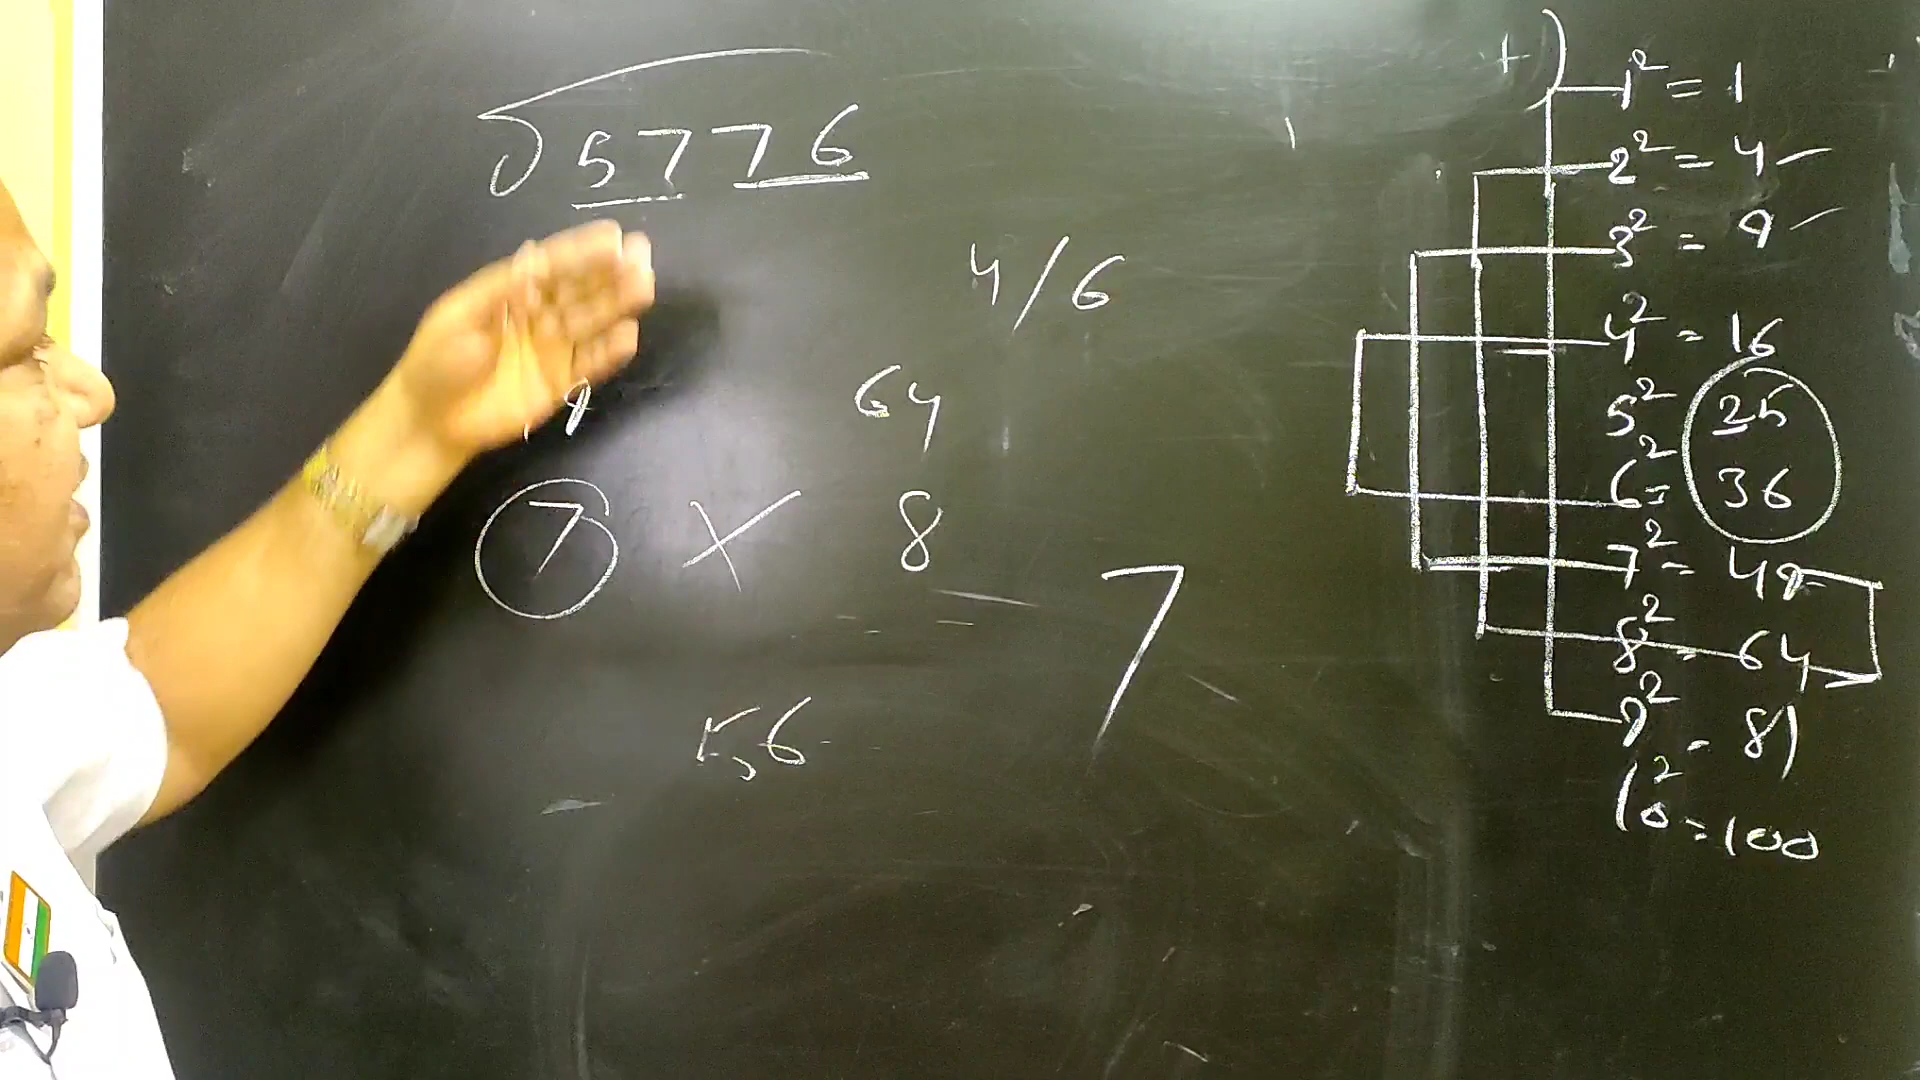 √5776
4/6
49 64
7 × 8
7
56
+)
1² = 1
2² = 4
3² = 9
4² = 16
5² 25
6² = 36
7² = 49
8² - 64
9² - 81
10² = 100